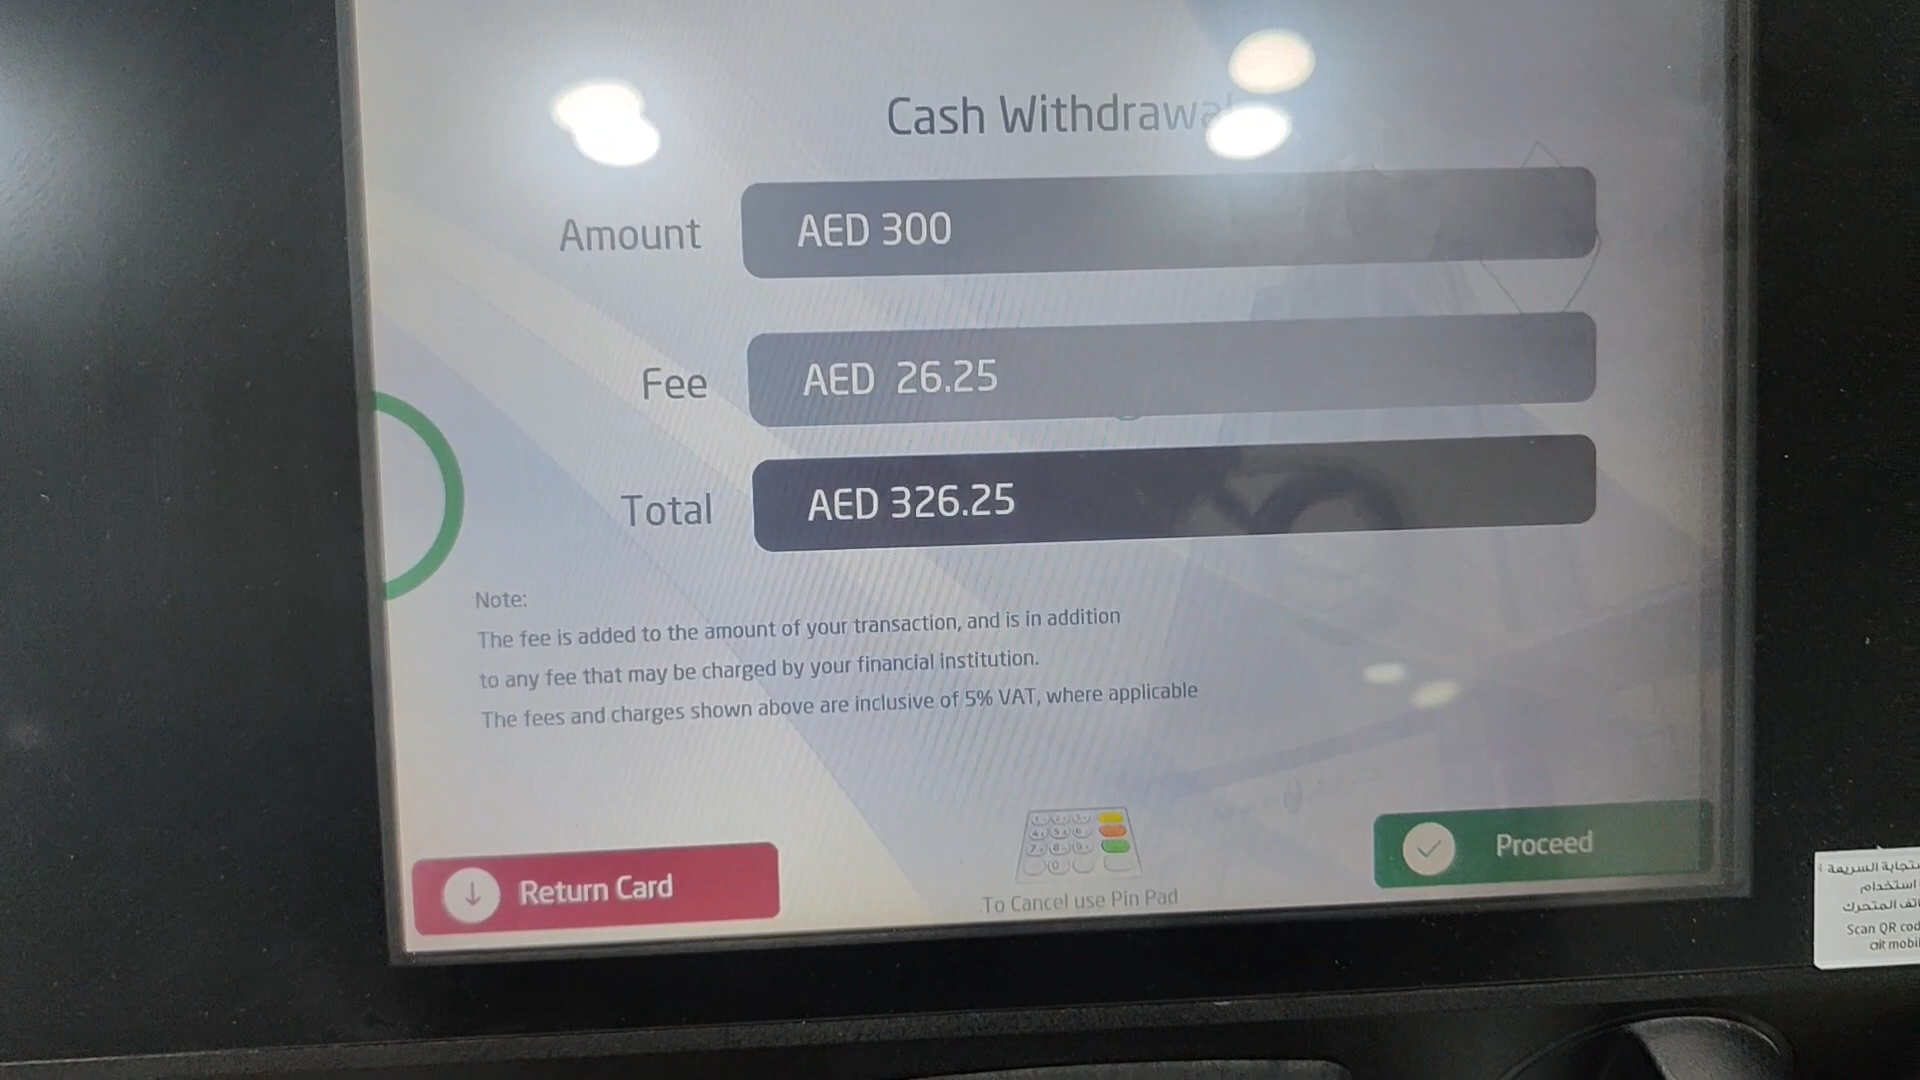 Cash Withdrawal
Amount
AED 300
Fee
AED 26.25
Total
AED 326.25
Note:
The fee is added to the amount of your transaction, and is in addition
to any fee that may be charged by your financial institution.
The fees and charges shown above are inclusive of 5% VAT, where applicable
Return Card
To Cancel use Pin Pad
Proceed
استخدام
المتحرك
Scan QR